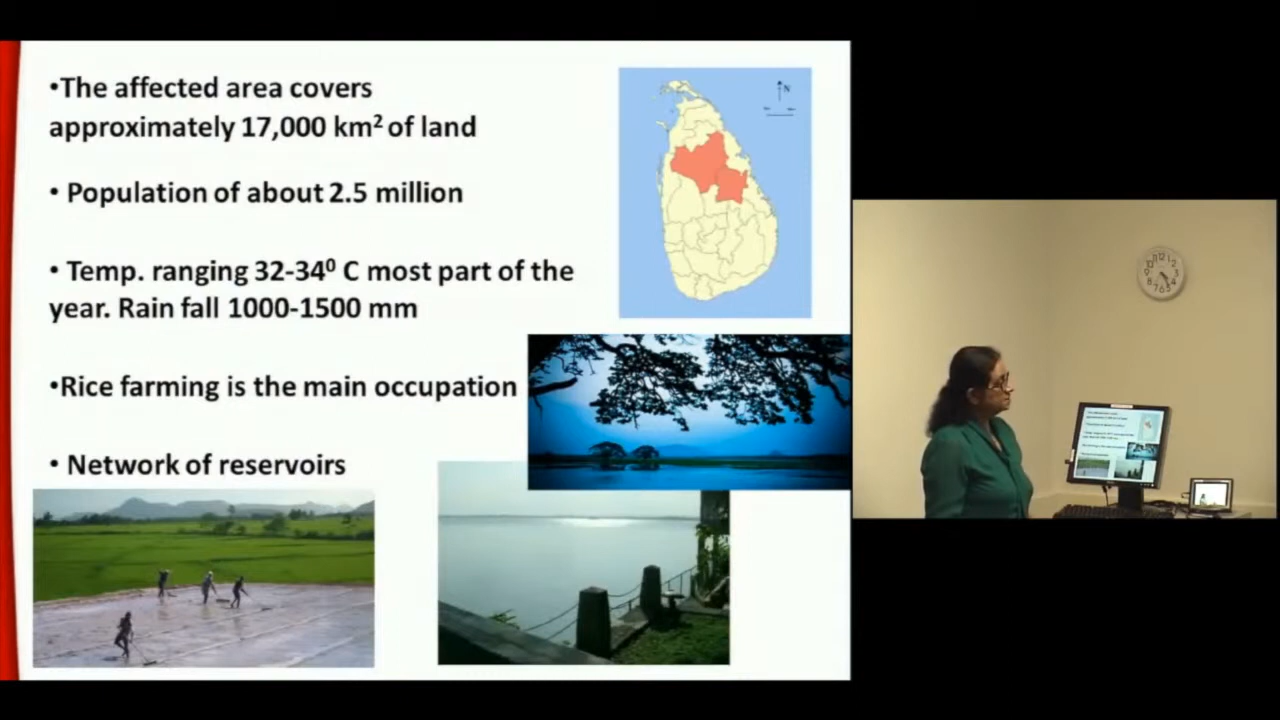 •The affected area covers
approximately 17,000 km² of land
• Population of about 2.5 million
• Temp. ranging 32-34⁰ C most part of the
year. Rain fall 1000-1500 mm
•Rice farming is the main occupation
• Network of reservoirs
N